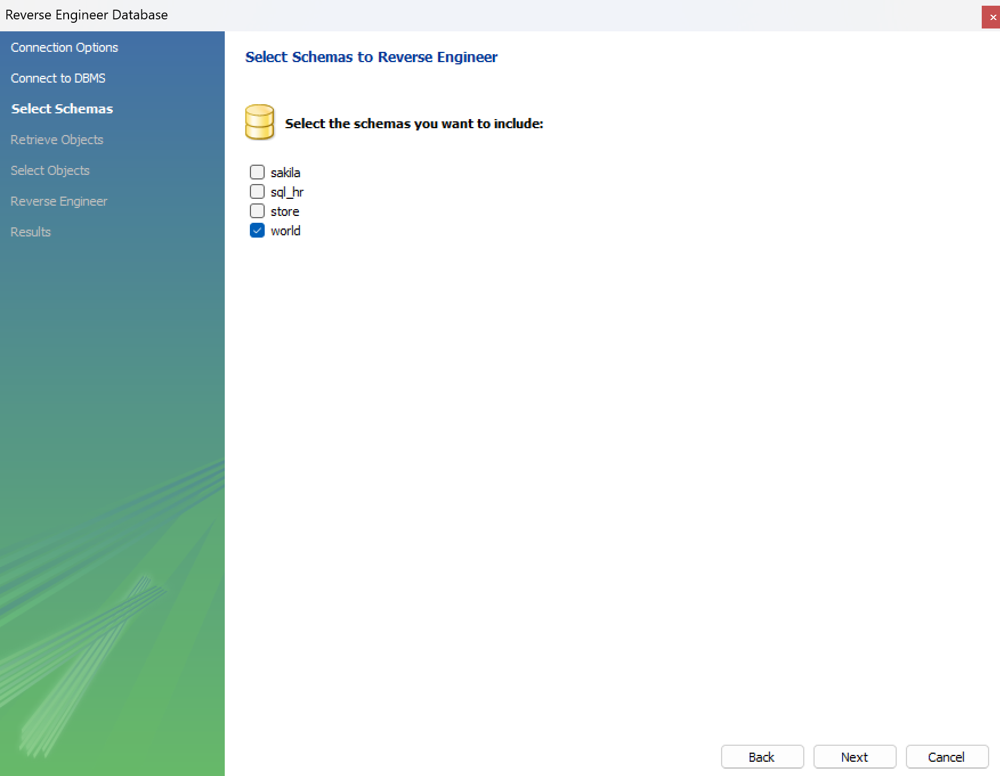 Reverse Engineer Database
Connection Options
Connect to DBMS
Select Schemas
Retrieve Objects
Select Objects
Reverse Engineer
Results
Select Schemas to Reverse Engineer
Select the schemas you want to include:
sakila
sql_hr
store
world
Back
Next
Cancel